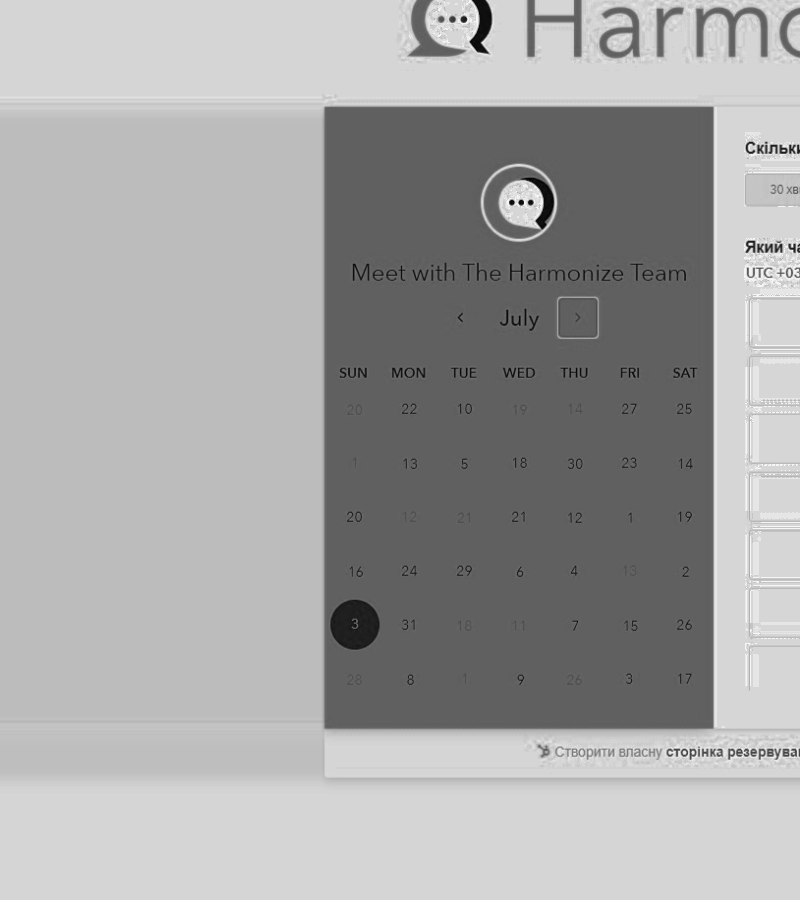 Harmo
Скільки
30 хви
Який ча
UTC +03
Meet with The Harmonize Team
July
SUN MON TUE WED THU FRI SAT
20 22 10 19 14 27 25
1 13 5 18 30 23 14
20 12 21 21 12 1 19
16 24 29 6 4 13 2
3 31 18 11 7 15 26
28 8 1 9 26 3 17
Створити власну сторінка резервуван